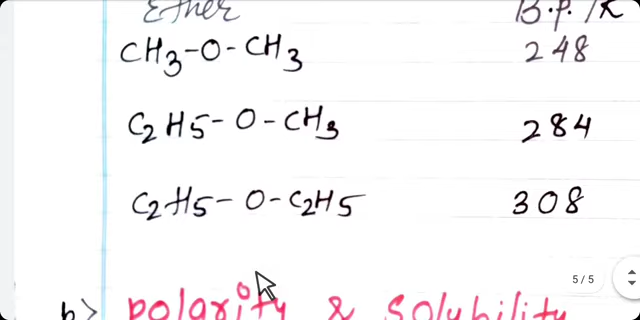 Ether B.P./K
CH3-O-CH3 248
C2H5-O-CH3 284
C2H5-O-C2H5 308
5/5
b> polarity & solubility